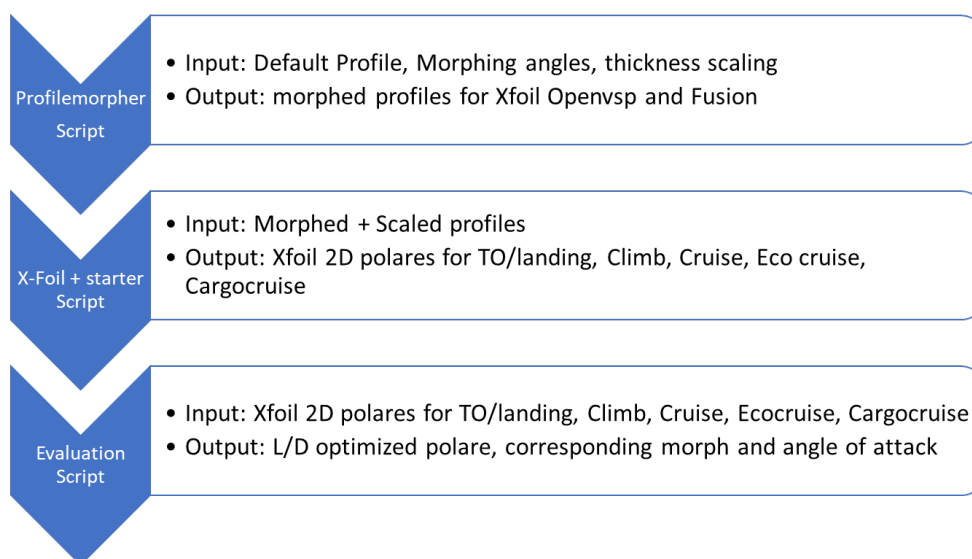 Profilemorpher
Script
• Input: Default Profile, Morphing angles, thickness scaling
• Output: morphed profiles for Xfoil Openvsp and Fusion
X-Foil + starter
Script
• Input: Morphed + Scaled profiles
• Output: Xfoil 2D polares for TO/landing, Climb, Cruise, Eco cruise,
Cargocruise
Evaluation
Script
• Input: Xfoil 2D polares for TO/landing, Climb, Cruise, Ecocruise, Cargocruise
• Output: L/D optimized polare, corresponding morph and angle of attack